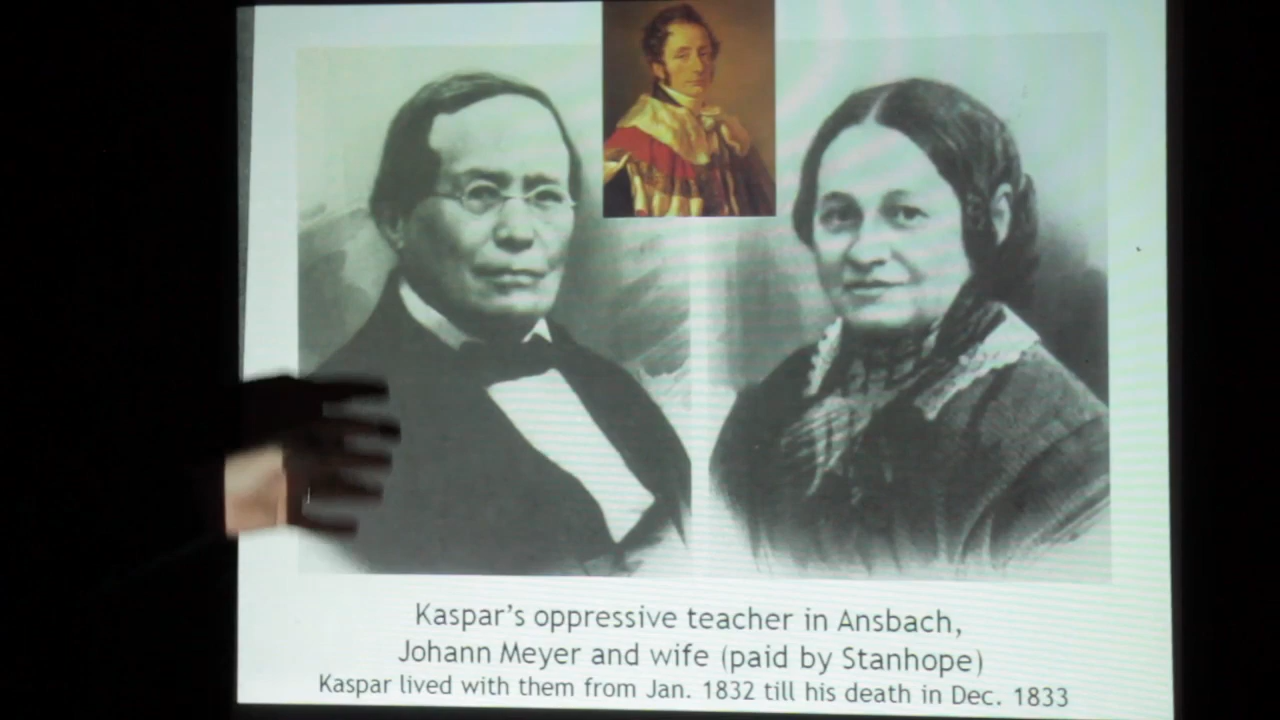 Kaspar's oppressive teacher in Ansbach,
Johann Meyer and wife (paid by Stanhope)
Kaspar lived with them from Jan. 1832 till his death in Dec. 1833